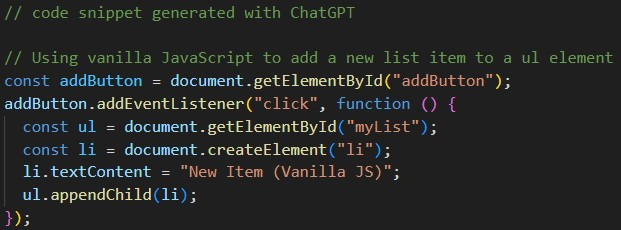 // code snippet generated with ChatGPT
// Using vanilla JavaScript to add a new list item to a ul element
const addButton = document.getElementById("addButton");
addButton.addEventListener("click", function () {
  const ul = document.getElementById("myList");
  const li = document.createElement("li");
  li.textContent = "New Item (Vanilla JS)";
  ul.appendChild(li);
});